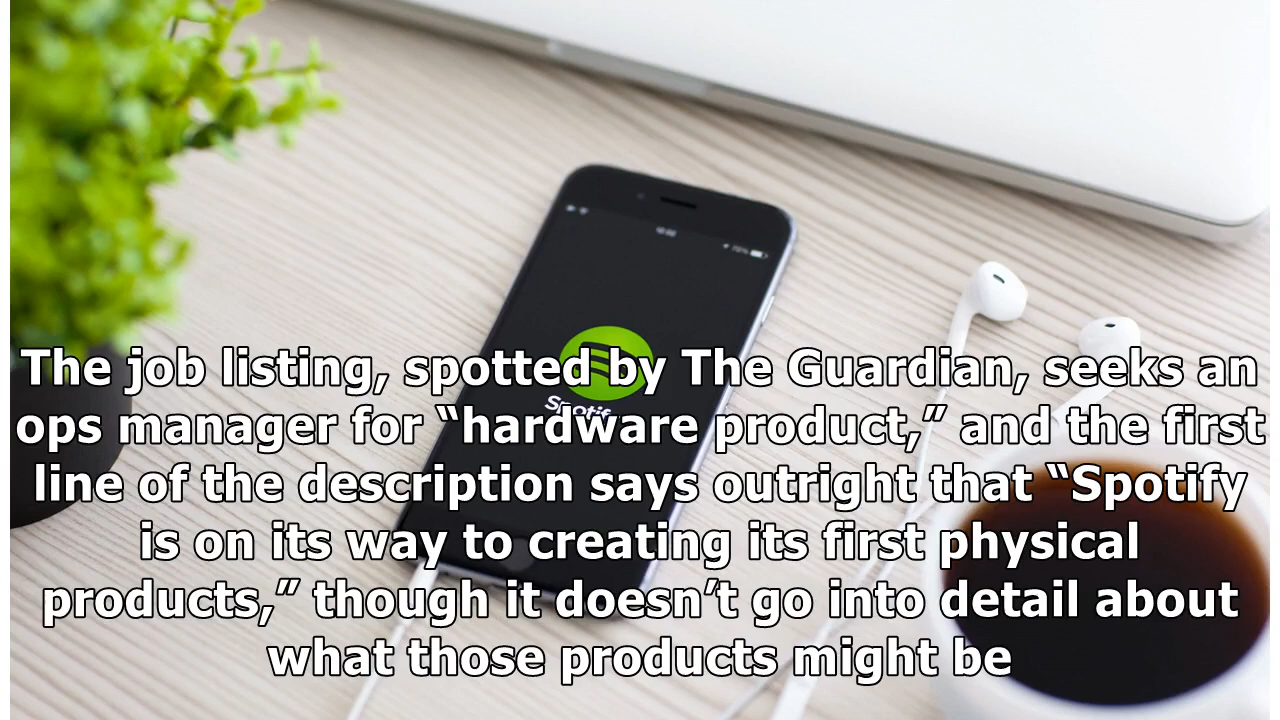 The job listing, spotted by The Guardian, seeks an
ops manager for “hardware product,” and the first
line of the description says outright that “Spotify
is on its way to creating its first physical
products,” though it doesn’t go into detail about
what those products might be